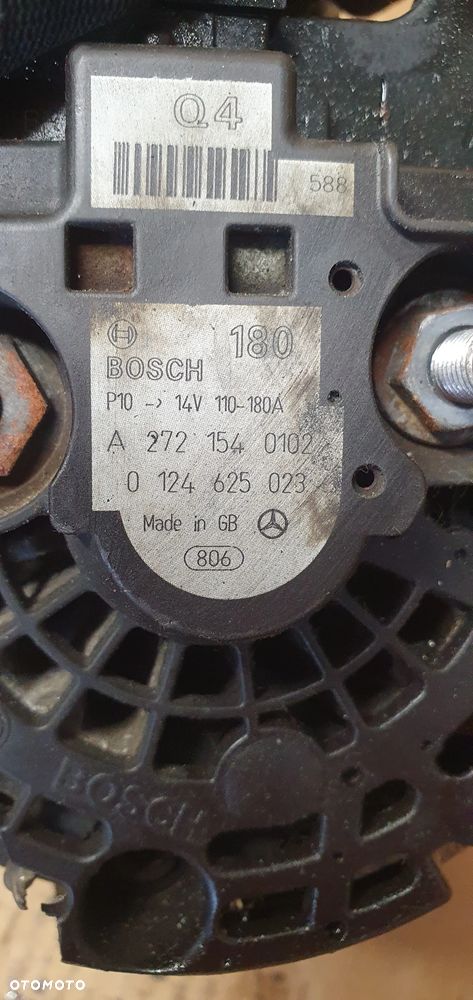 Q4
588
180
BOSCH
P10 -> 14V 110-180A
A 272 154 0102
0 124 625 023
Made in GB
806
BOSCH
OTOMOTO